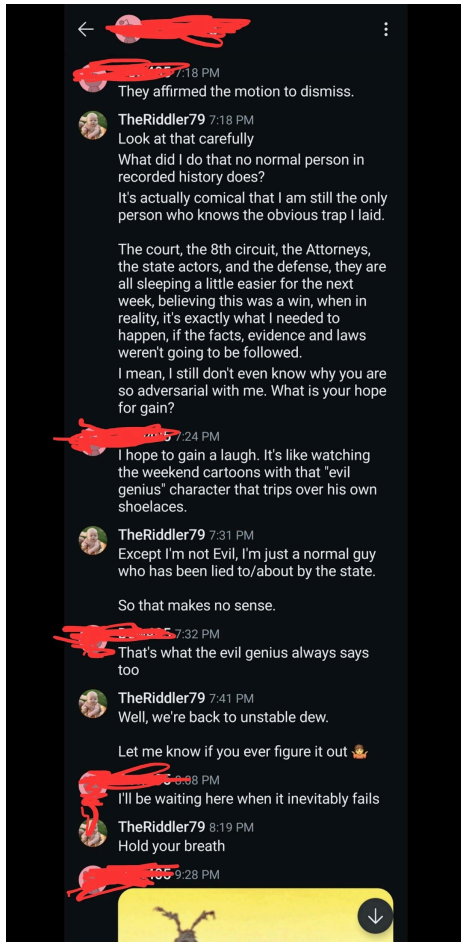 7:18 PM
They affirmed the motion to dismiss.
TheRiddler79 7:18 PM
Look at that carefully
What did I do that no normal person in
recorded history does?
It's actually comical that I am still the only
person who knows the obvious trap I laid.
The court, the 8th circuit, the Attorneys,
the state actors, and the defense, they are
all sleeping a little easier for the next
week, believing this was a win, when in
reality, it's exactly what I needed to
happen, if the facts, evidence and laws
weren't going to be followed.
I mean, I still don't even know why you are
so adversarial with me. What is your hope
for gain?
7:24 PM
I hope to gain a laugh. It's like watching
the weekend cartoons with that "evil
genius" character that trips over his own
shoelaces.
TheRiddler79 7:31 PM
Except I'm not Evil, I'm just a normal guy
who has been lied to/about by the state.
So that makes no sense.
7:32 PM
That's what the evil genius always says
too
TheRiddler79 7:41 PM
Well, we're back to unstable dew.
Let me know if you ever figure it out 🤷
8:08 PM
I'll be waiting here when it inevitably fails
TheRiddler79 8:19 PM
Hold your breath
9:28 PM